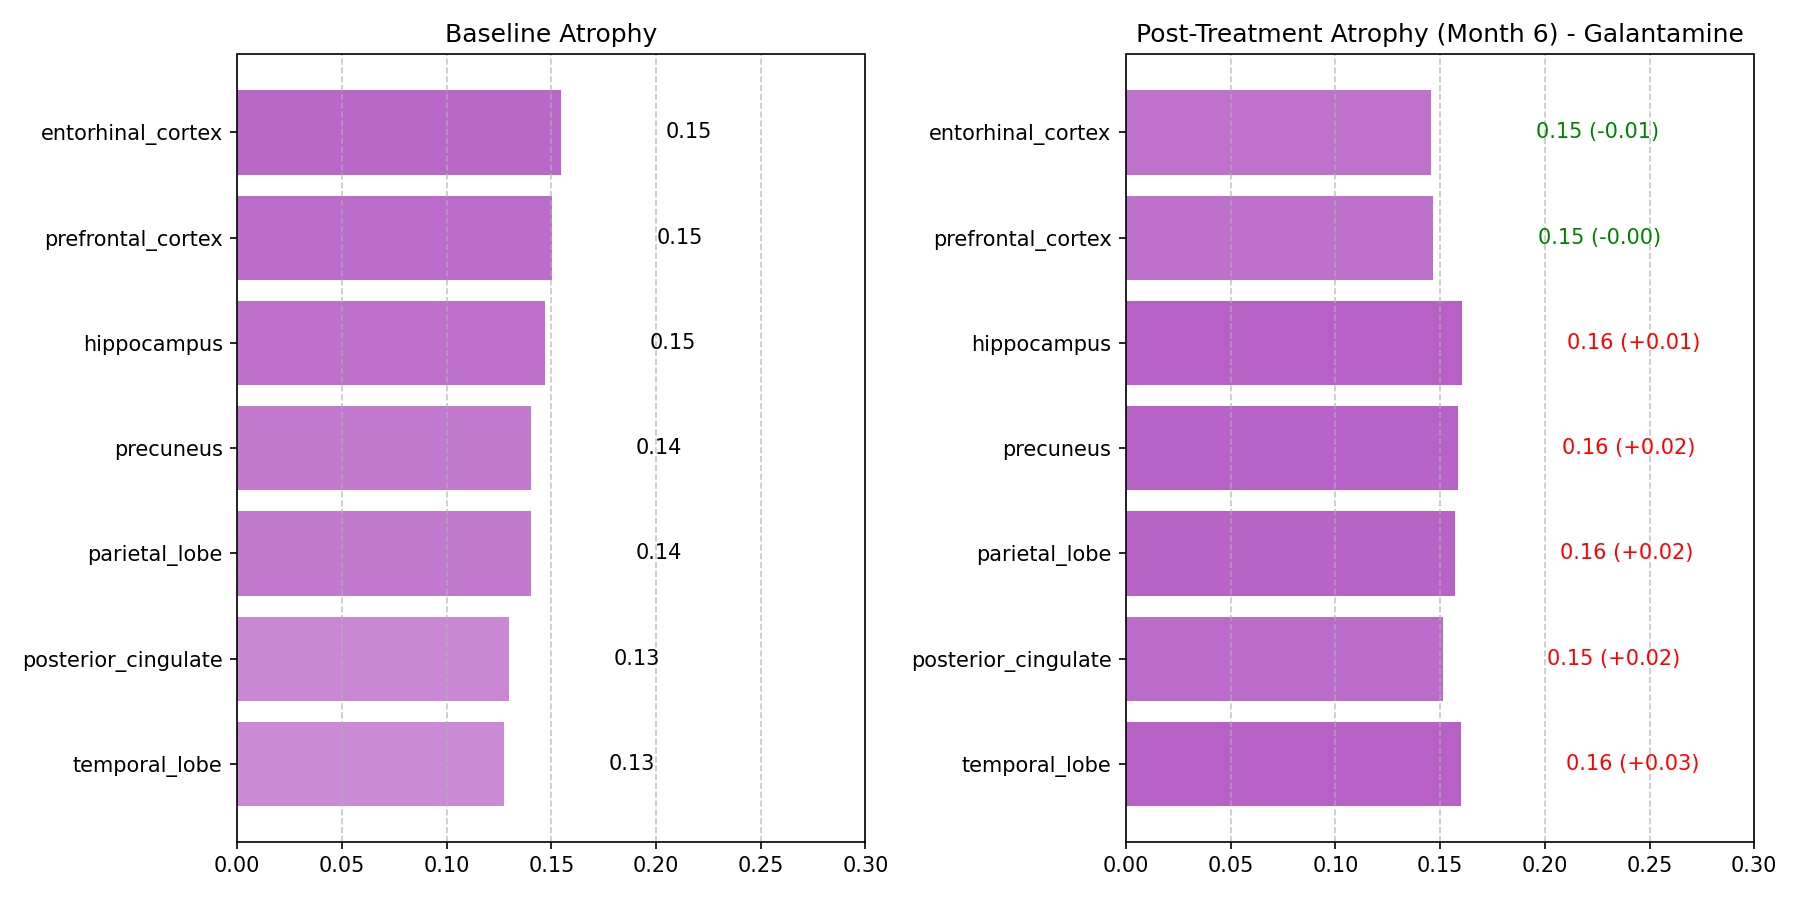 Baseline Atrophy
entorhinal_cortex
0.15
prefrontal_cortex
0.15
hippocampus
0.15
precuneus
0.14
parietal_lobe
0.14
posterior_cingulate
0.13
temporal_lobe
0.13
0.00 0.05 0.10 0.15 0.20 0.25 0.30
Post-Treatment Atrophy (Month 6) - Galantamine
entorhinal_cortex
0.15 (-0.01)
prefrontal_cortex
0.15 (-0.00)
hippocampus
0.16 (+0.01)
precuneus
0.16 (+0.02)
parietal_lobe
0.16 (+0.02)
posterior_cingulate
0.15 (+0.02)
temporal_lobe
0.16 (+0.03)
0.00 0.05 0.10 0.15 0.20 0.25 0.30